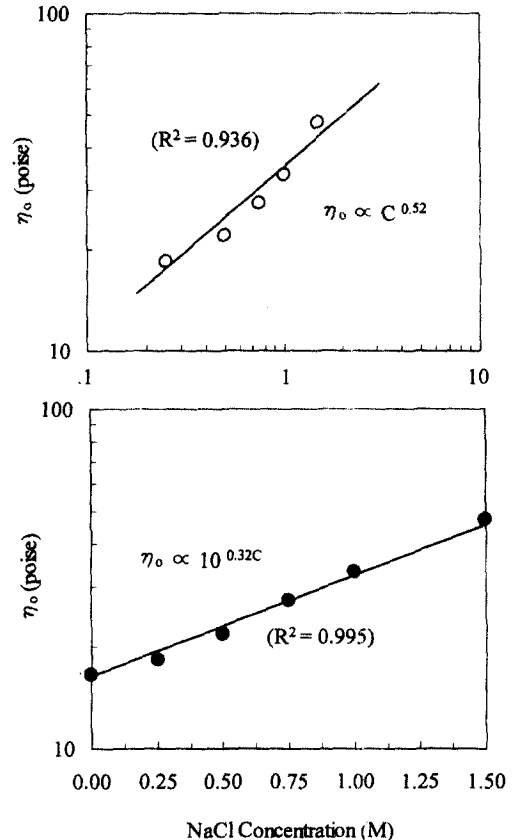 100
η₀ (poise)
(R² = 0.936)
η₀ ∝ C^0.52
10
.1 1 10
100
η₀ (poise)
η₀ ∝ 10^0.32C
(R² = 0.995)
10
0.00 0.25 0.50 0.75 1.00 1.25 1.50
NaCl Concentration (M)